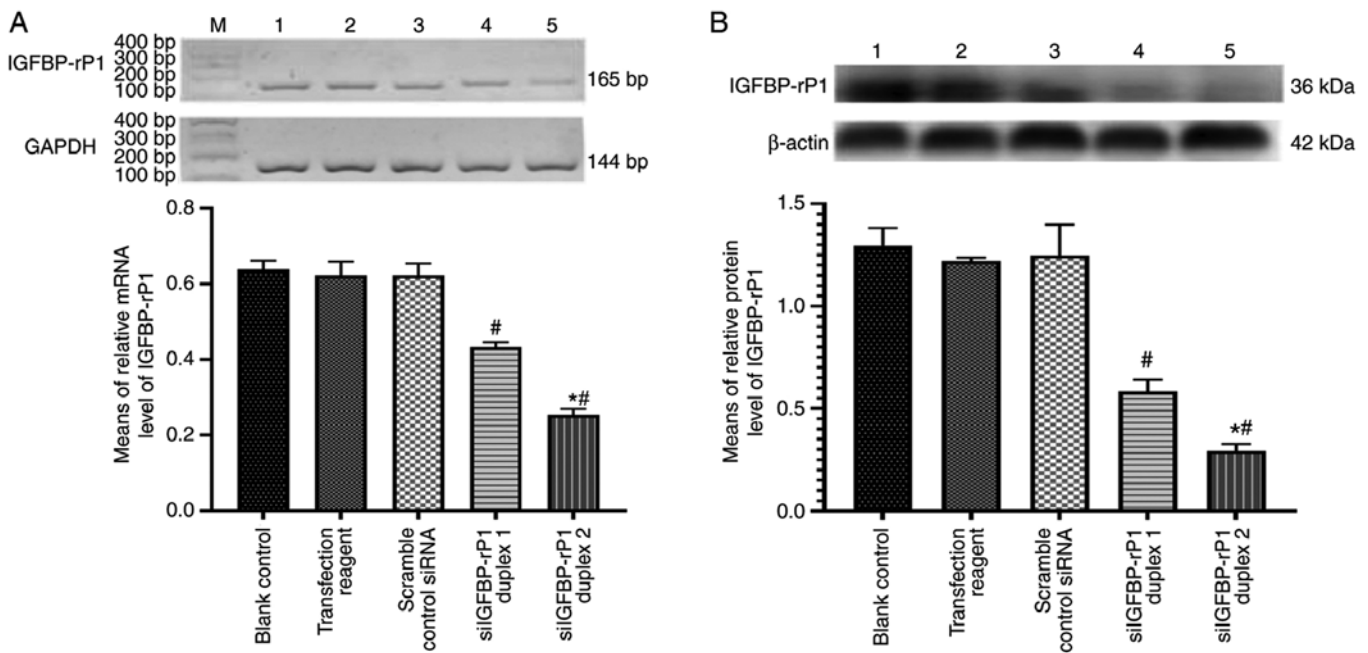 A
M 1 2 3 4 5
IGFBP-rP1
400 bp
300 bp
200 bp
100 bp
165 bp
GAPDH
400 bp
300 bp
200 bp
100 bp
144 bp
Means of relative mRNA
level of IGFBP-rP1
0.8
0.6
0.4
0.2
0.0
#
*#
Blank control
Transfection
reagent
Scramble
control siRNA
siIGFBP-rP1
duplex 1
siIGFBP-rP1
duplex 2
B
1 2 3 4 5
IGFBP-rP1
36 kDa
β-actin
42 kDa
Means of relative protein
level of IGFBP-rP1
1.5
1.0
0.5
0.0
#
*#
Blank control
Transfection
reagent
Scramble
control siRNA
siIGFBP-rP1
duplex 1
siIGFBP-rP1
duplex 2